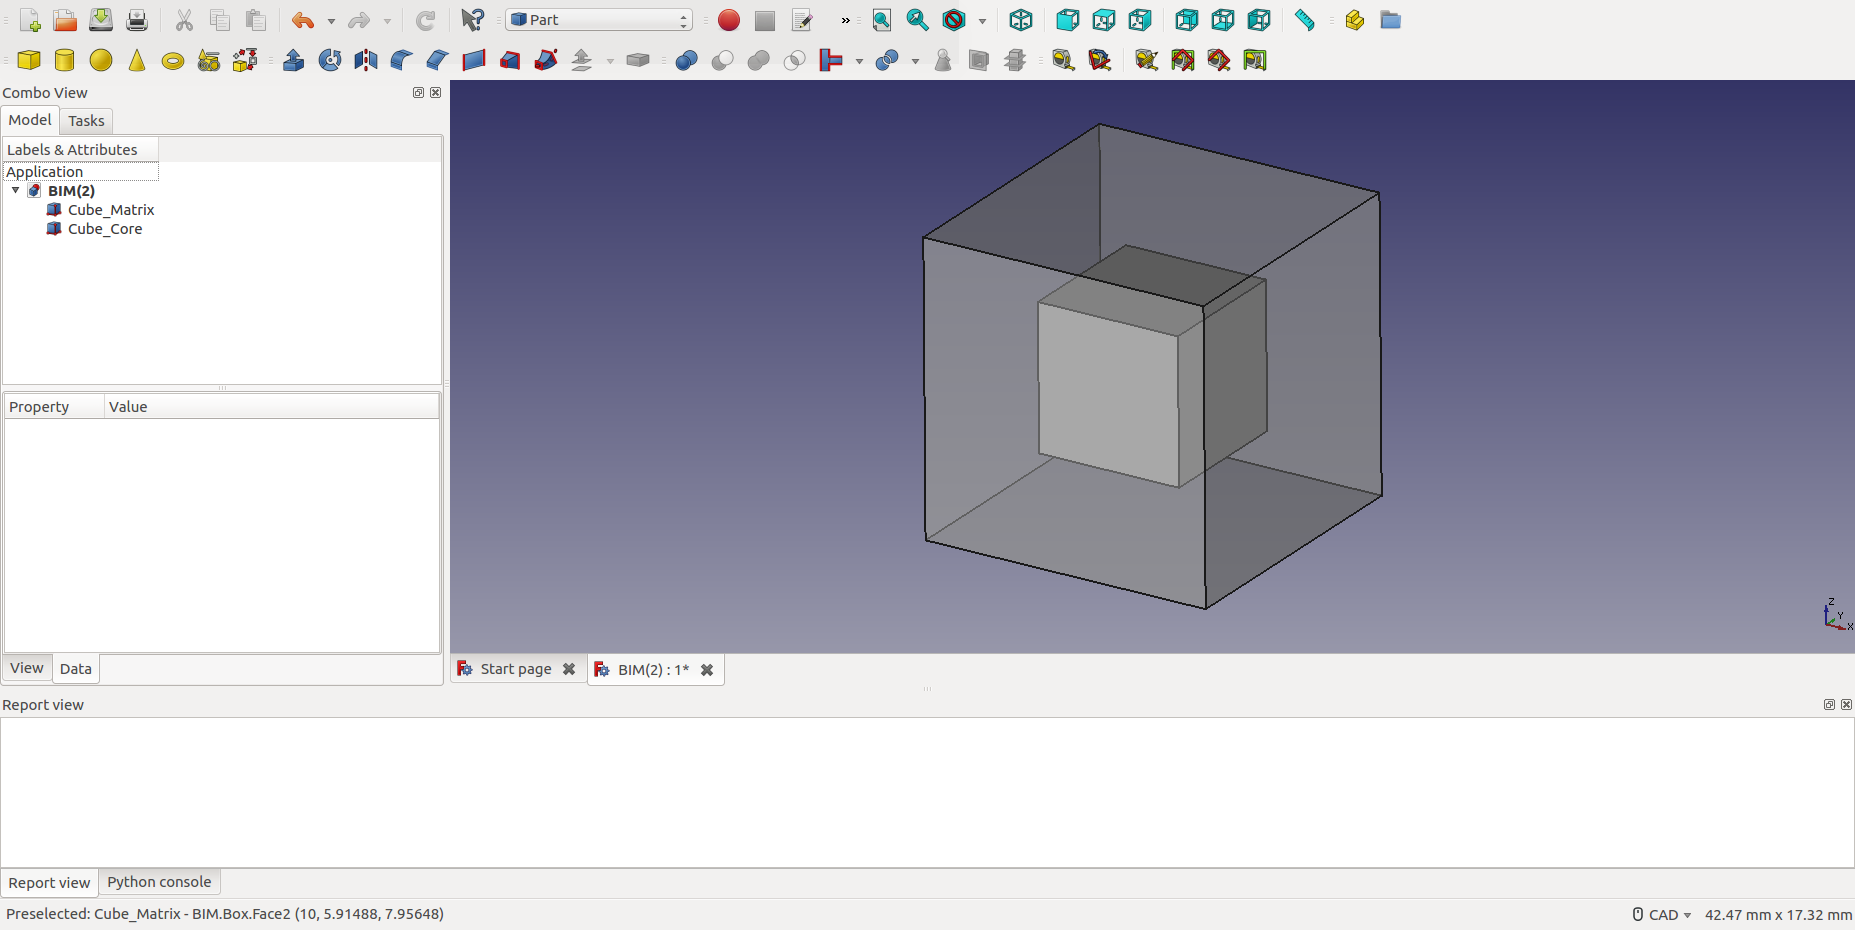 Part
»
Combo View
Model Tasks
Labels & Attributes
Application
BIM(2)
Cube_Matrix
Cube_Core
Property Value
View Data
Z
Y
X
Start page BIM(2) : 1*
Report view
Report view Python console
Preselected: Cube_Matrix - BIM.Box.Face2 (10, 5.91488, 7.95648) CAD 42.47 mm x 17.32 mm